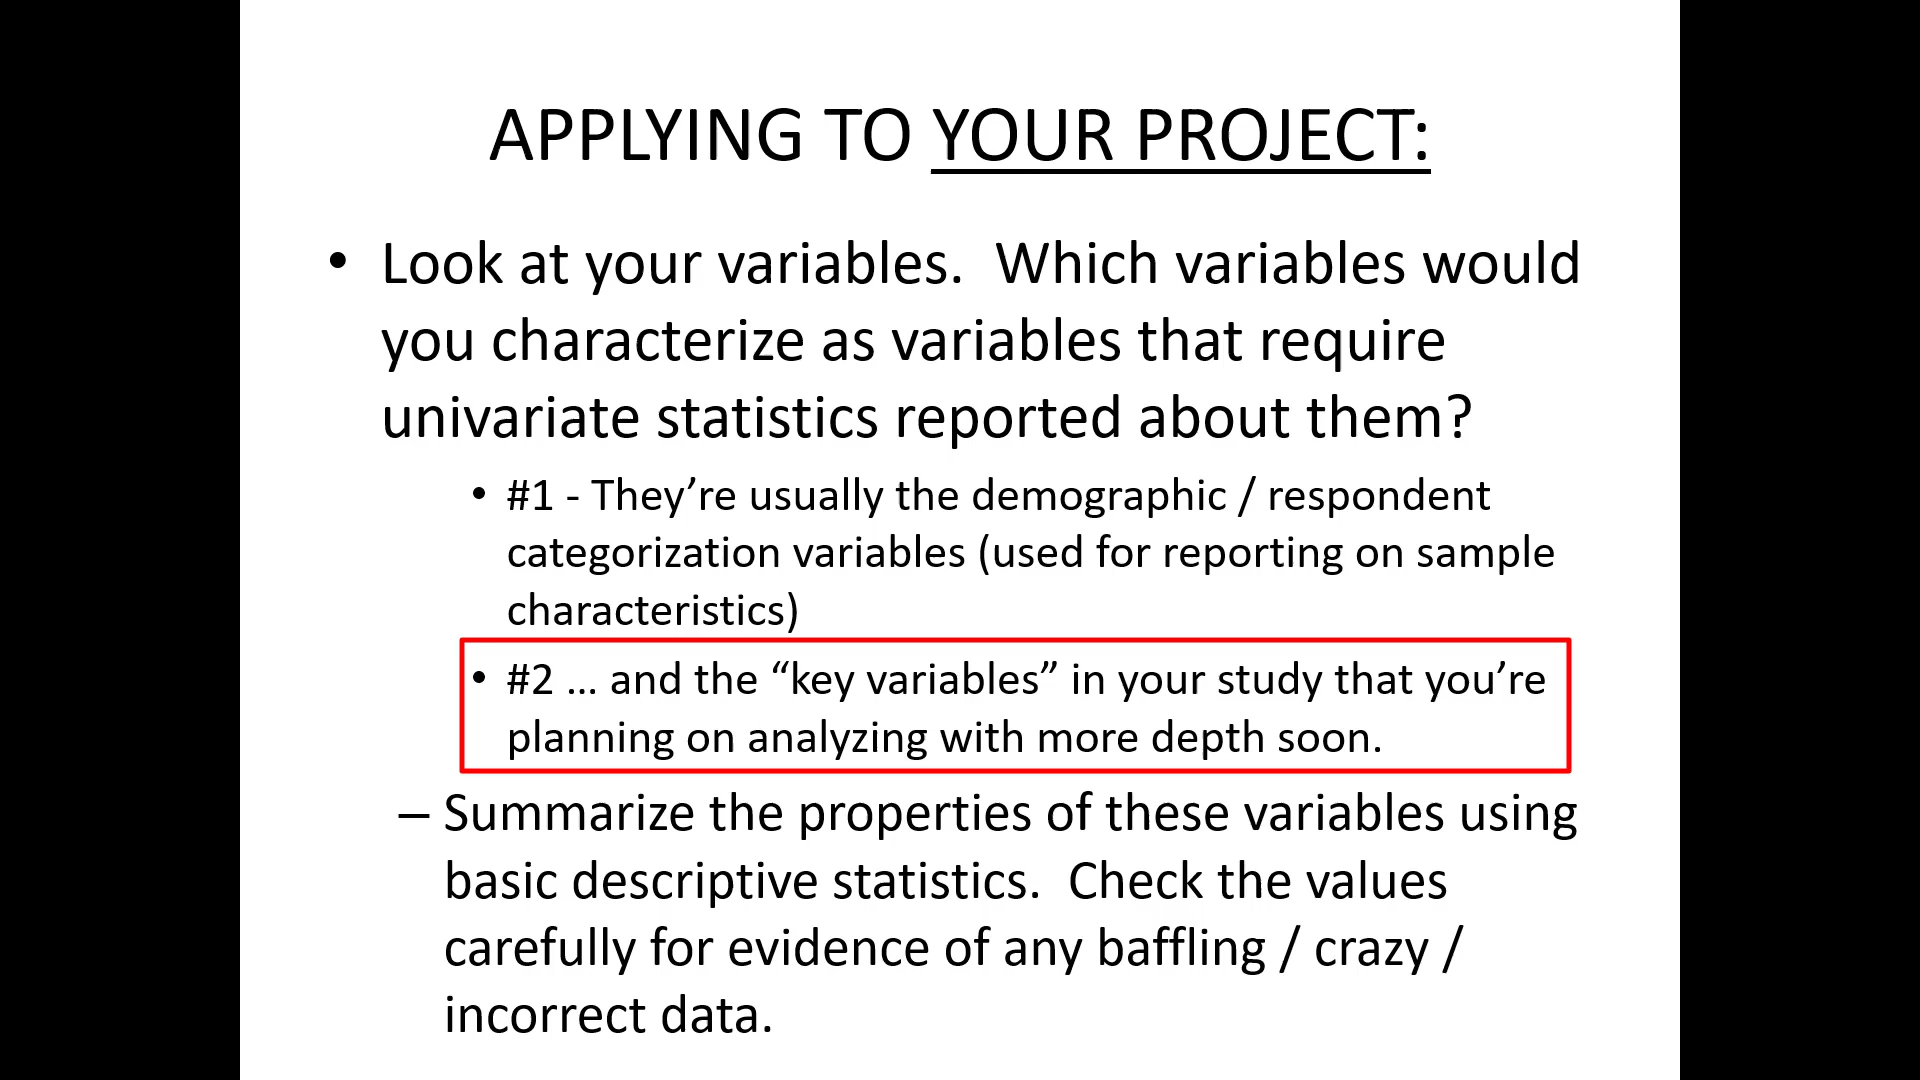 APPLYING TO YOUR PROJECT:
• Look at your variables.  Which variables would
you characterize as variables that require
univariate statistics reported about them?
• #1 - They’re usually the demographic / respondent
categorization variables (used for reporting on sample
characteristics)
• #2 … and the “key variables” in your study that you’re
planning on analyzing with more depth soon.
– Summarize the properties of these variables using
basic descriptive statistics.  Check the values
carefully for evidence of any baffling / crazy /
incorrect data.